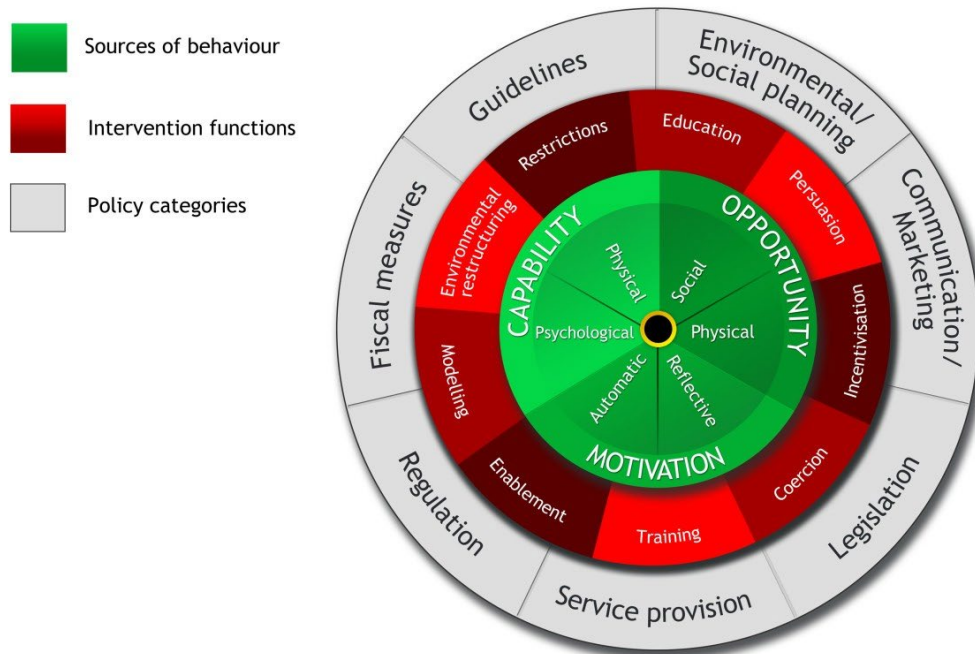 Sources of behaviour
Intervention functions
Policy categories
Guidelines
Environmental/
Social planning
Communication/
Marketing
Legislation
Service provision
Regulation
Fiscal measures
Restrictions
Education
Persuasion
Incentivisation
Coercion
Training
Enablement
Modelling
Environmental
restructuring
CAPABILITY
OPPORTUNITY
MOTIVATION
Physical
Social
Physical
Reflective
Automatic
Psychological